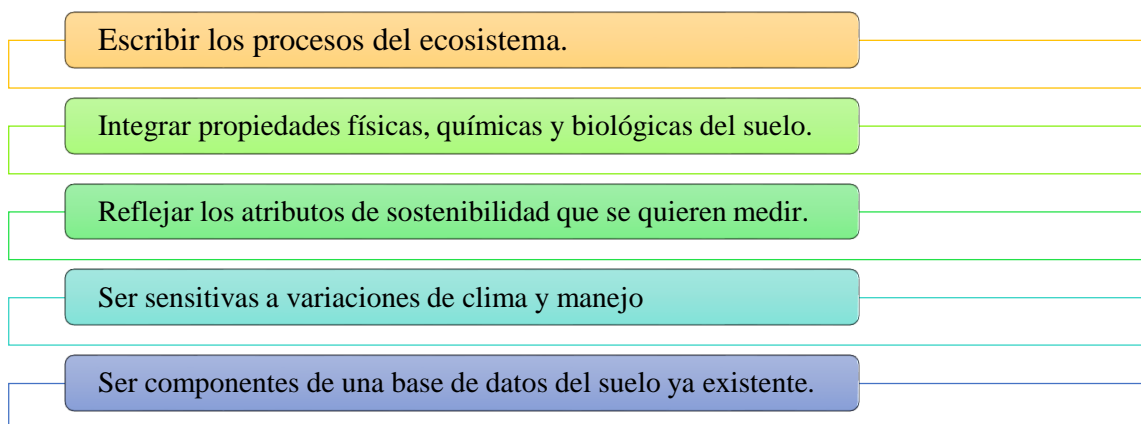 Escribir los procesos del ecosistema.
Integrar propiedades físicas, químicas y biológicas del suelo.
Reflejar los atributos de sostenibilidad que se quieren medir.
Ser sensitivas a variaciones de clima y manejo
Ser componentes de una base de datos del suelo ya existente.